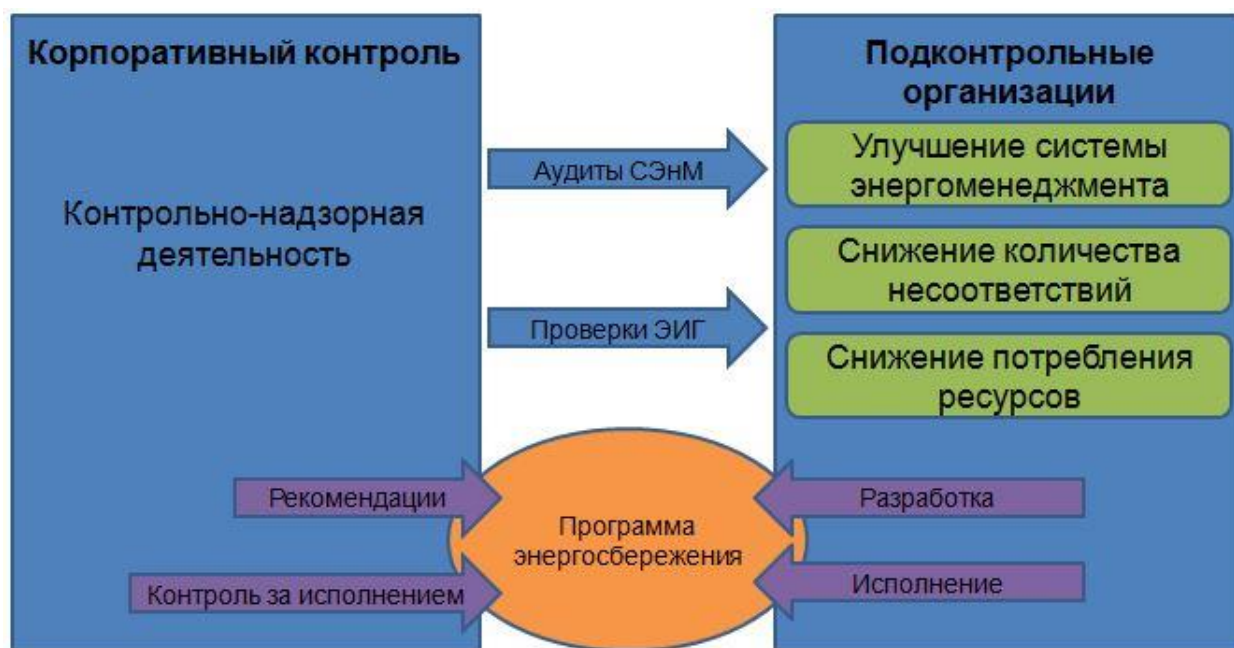 Корпоративный контроль
Контрольно-надзорная
деятельность
Аудиты СЭнМ
Проверки ЭИГ
Подконтрольные
организации
Улучшение системы
энергоменеджмента
Снижение количества
несоответствий
Снижение потребления
ресурсов
Рекомендации
Контроль за исполнением
Программа
энергосбережения
Разработка
Исполнение